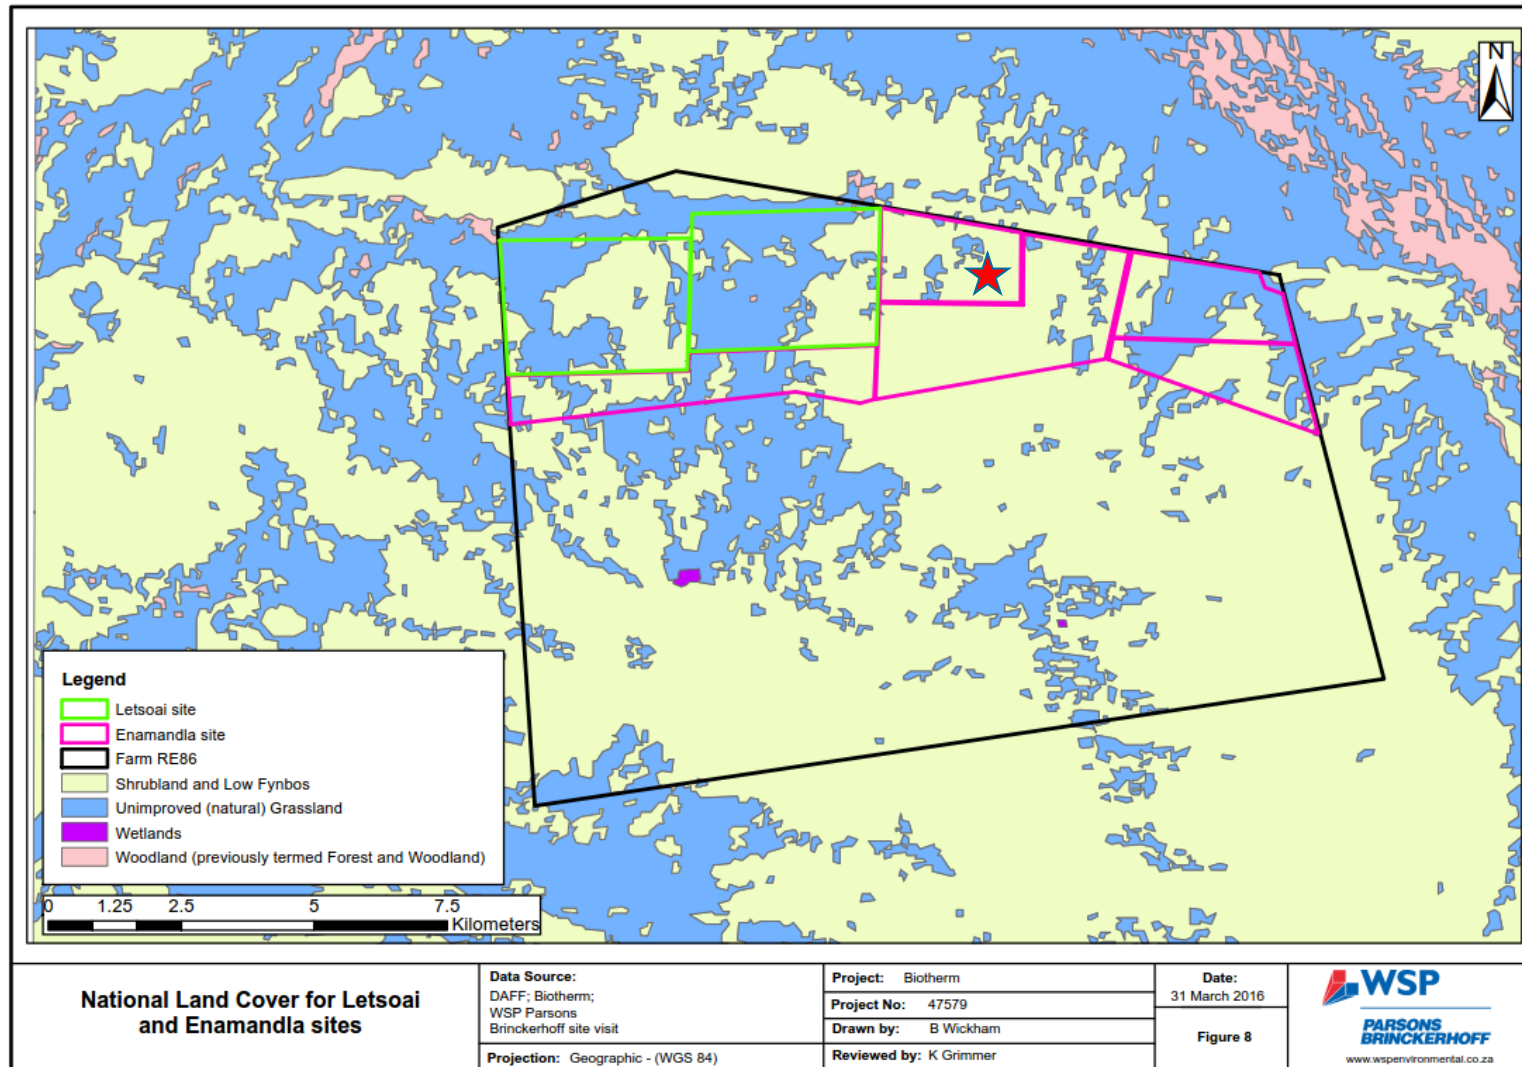 N
Legend
Letsoai site
Enamandla site
Farm RE86
Shrubland and Low Fynbos
Unimproved (natural) Grassland
Wetlands
Woodland (previously termed Forest and Woodland)
0 1.25 2.5 5 7.5
Kilometers
National Land Cover for Letsoai
and Enamandla sites
Data Source:
DAFF; Biotherm;
WSP Parsons
Brinckerhoff site visit
Projection: Geographic - (WGS 84)
Project: Biotherm
Project No: 47579
Drawn by: B Wickham
Reviewed by: K Grimmer
Date:
31 March 2016
Figure 8
WSP
PARSONS
BRINCKERHOFF
www.wspenvironmental.co.za